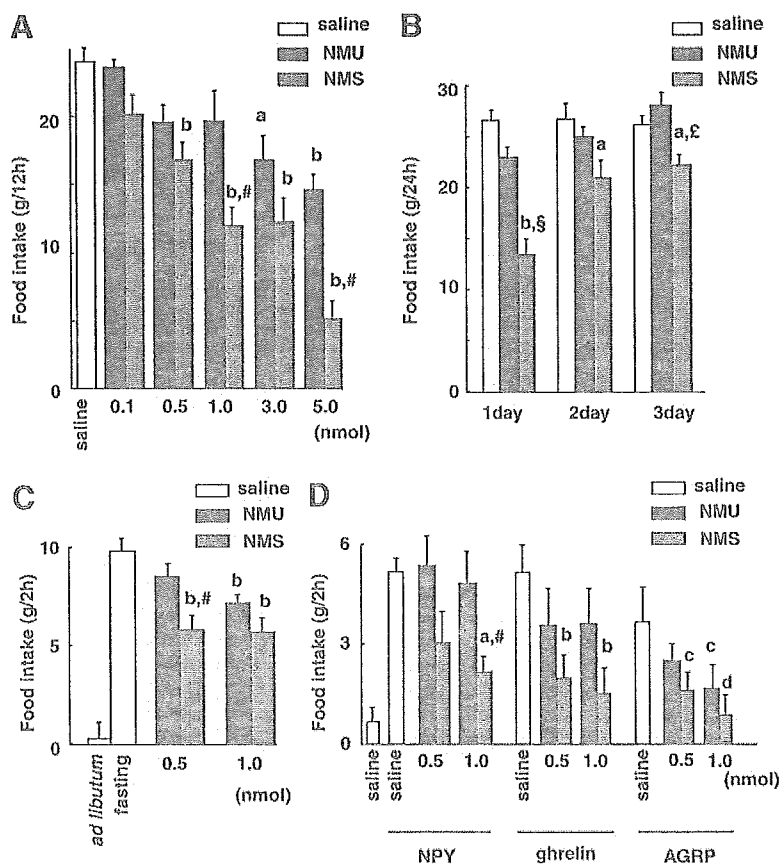 A
saline
NMU
NMS
Food intake (g/12h)
20
10
0
b
b,#
a
b
b
b,#
saline
0.1
0.5
1.0
3.0
5.0
(nmol)
B
saline
NMU
NMS
Food intake (g/24h)
30
20
10
0
b,§
a
a,£
1day
2day
3day
C
saline
NMU
NMS
Food intake (g/2h)
10
5
0
b,#
b
b
ad libutum
fasting
0.5
1.0
(nmol)
D
saline
NMU
NMS
Food intake (g/2h)
6
3
0
a,#
b
b
c
c
d
saline
saline
0.5
1.0
saline
0.5
1.0
saline
0.5
1.0
(nmol)
NPY
ghrelin
AGRP